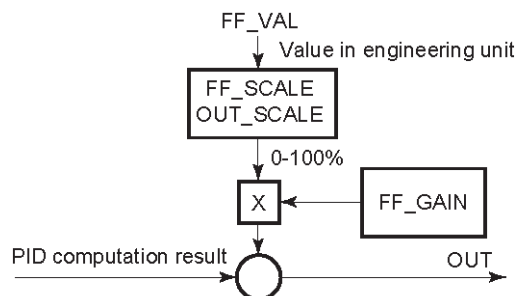 FF_VAL
Value in engineering unit
FF_SCALE
OUT_SCALE
0-100%
X
FF_GAIN
PID computation result
OUT